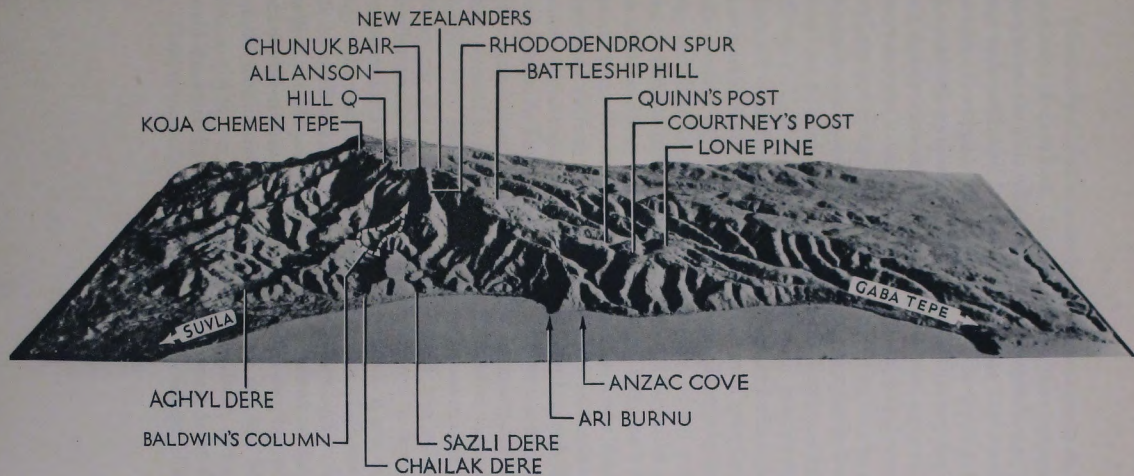 NEW ZEALANDERS
CHUNUK BAIR
RHODODENDRON SPUR
ALLANSON
BATTLESHIP HILL
HILL Q
QUINN'S POST
KOJA CHEMEN TEPE
COURTNEY'S POST
LONE PINE
SUVLA
GABA TEPE
AGHYL DERE
ANZAC COVE
ARI BURNU
BALDWIN'S COLUMN
SAZLI DERE
CHAILAK DERE